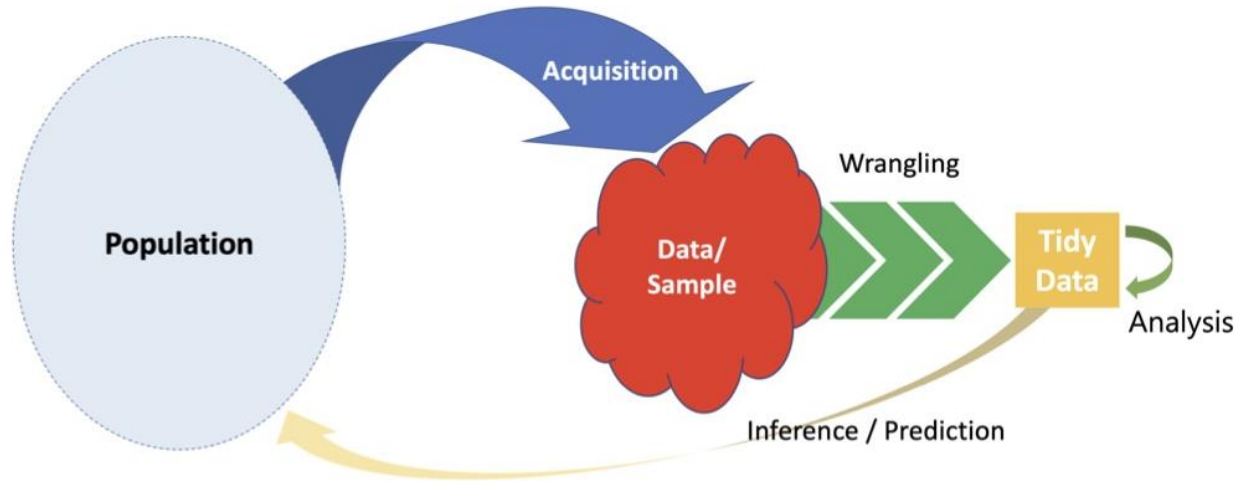 Acquisition
Wrangling
Population
Data/
Sample
Tidy
Data
Analysis
Inference / Prediction